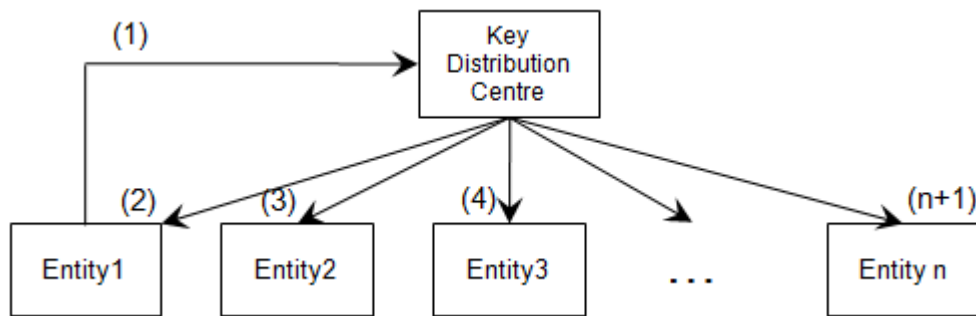 (1)
Key
Distribution
Centre
(2)
(3)
(4)
(n+1)
Entity1
Entity2
Entity3
...
Entity n